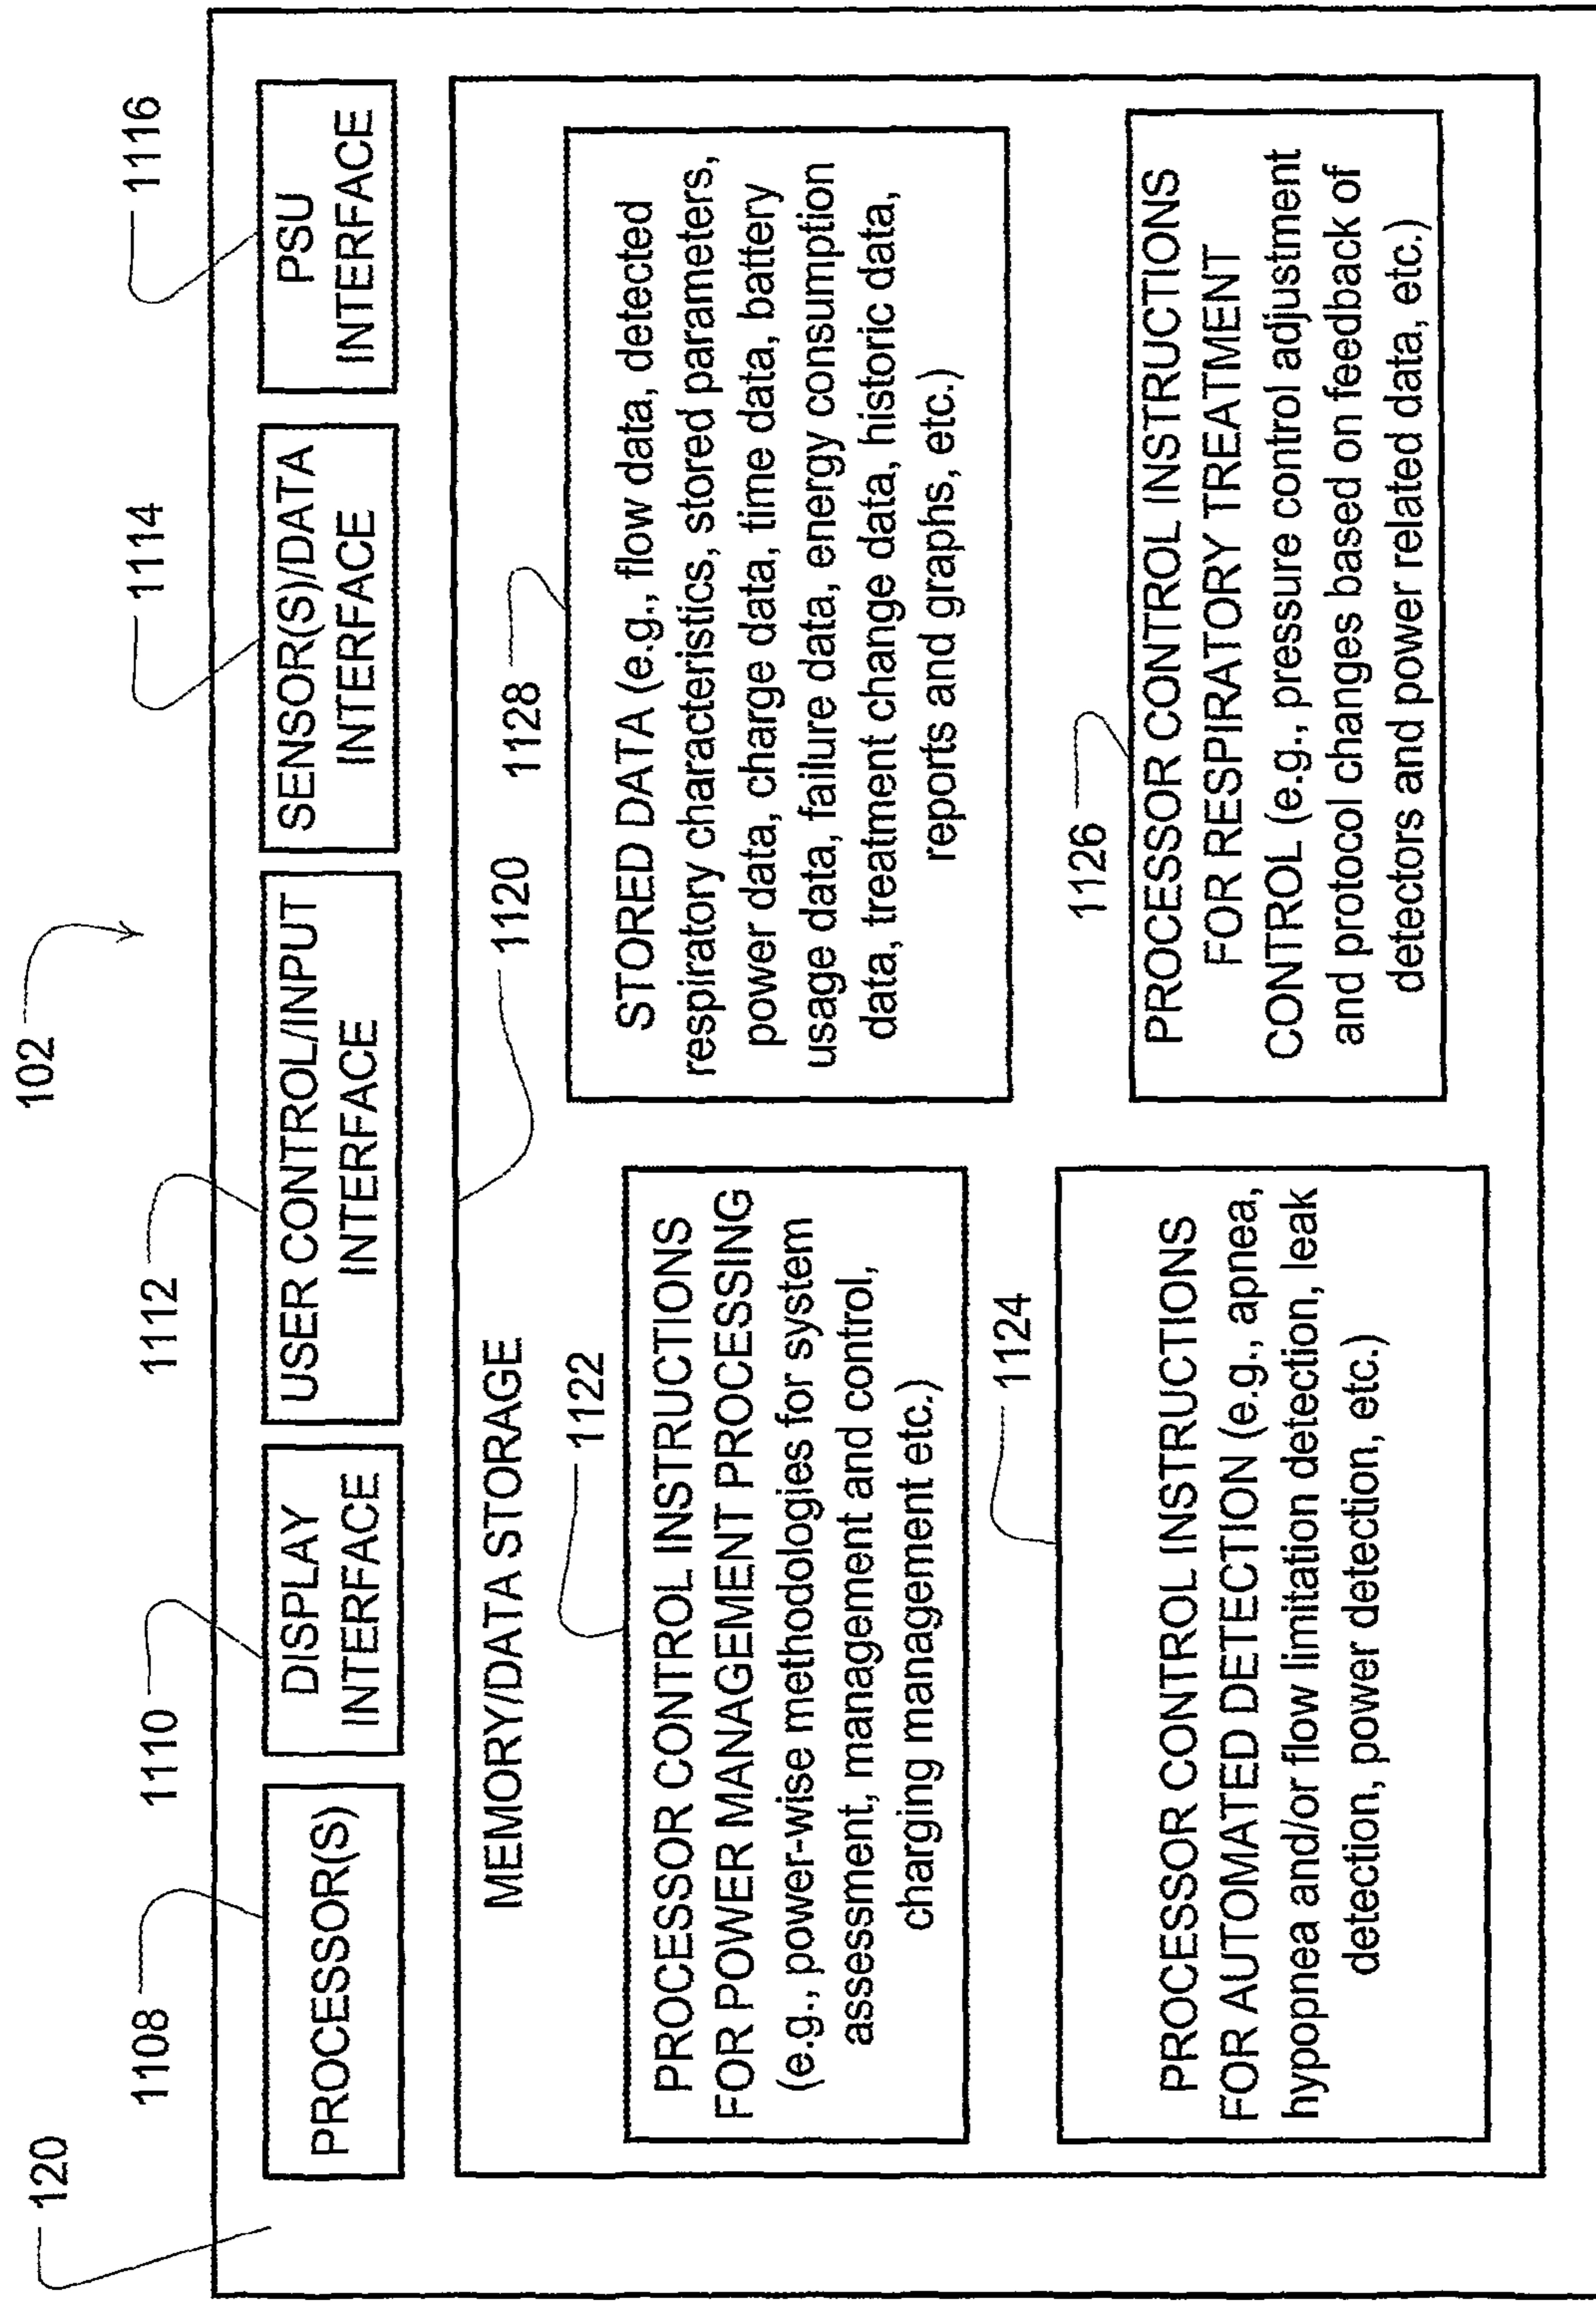 102
120
1108
1110
1112
1114
1116
PROCESSOR(S)
DISPLAY
INTERFACE
USER CONTROL/INPUT
INTERFACE
SENSOR(S)/DATA
INTERFACE
PSU
INTERFACE
MEMORY/DATA STORAGE
1120
1122
PROCESSOR CONTROL INSTRUCTIONS
FOR POWER MANAGEMENT PROCESSING
(e.g., power-wise methodologies for system
assessment, management and control,
charging management etc.)
1128
STORED DATA (e.g., flow data, detected
respiratory characteristics, stored parameters,
power data, charge data, time data, battery
usage data, failure data, energy consumption
data, treatment change data, historic data,
reports and graphs, etc.)
1124
PROCESSOR CONTROL INSTRUCTIONS
FOR AUTOMATED DETECTION (e.g., apnea,
hypopnea and/or flow limitation detection, leak
detection, power detection, etc.)
1126
PROCESSOR CONTROL INSTRUCTIONS
FOR RESPIRATORY TREATMENT
CONTROL (e.g., pressure control adjustment
and protocol changes based on feedback of
detectors and power related data, etc.)